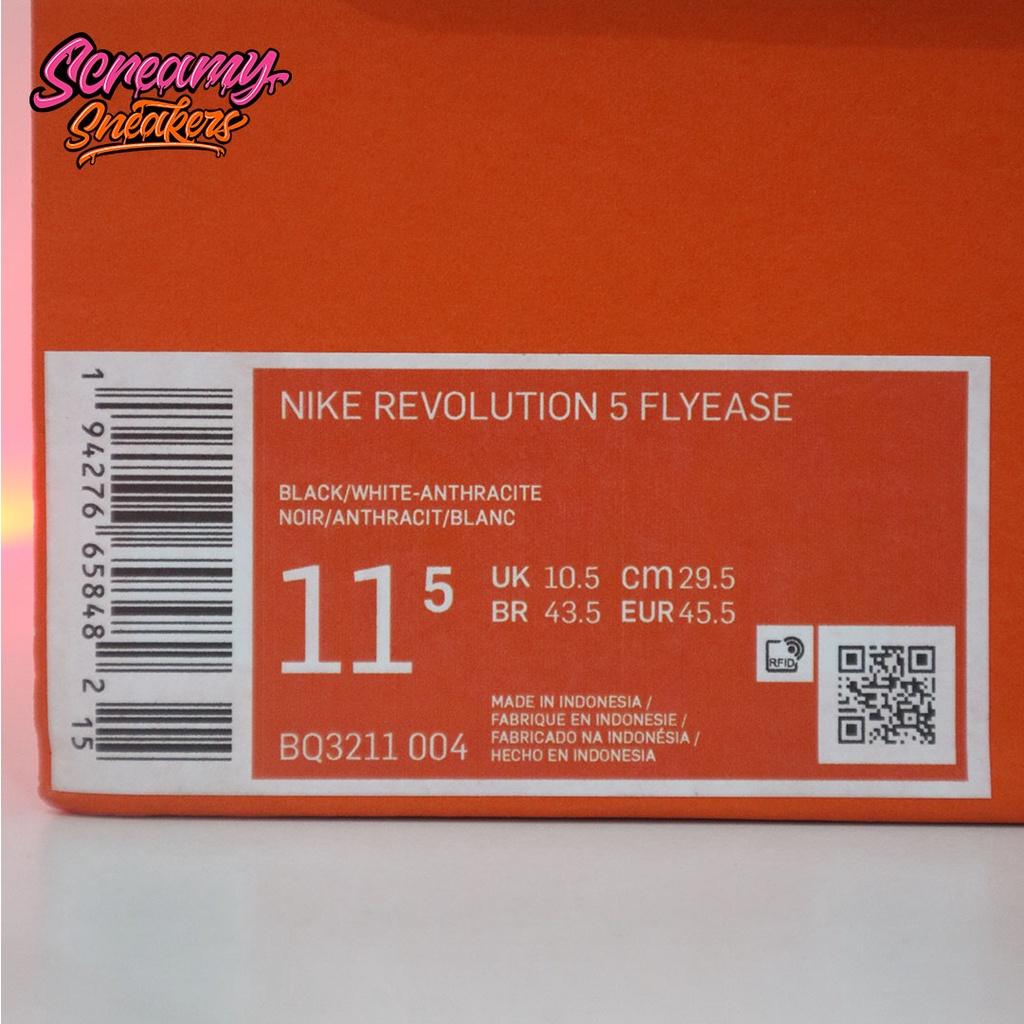 Screamy
Sneakers
1 94276 65848 2 15
NIKE REVOLUTION 5 FLYEASE
BLACK/WHITE-ANTHRACITE
NOIR/ANTHRACIT/BLANC
11 5
UK 10.5 cm 29.5
BR 43.5 EUR 45.5
RFID
MADE IN INDONESIA /
FABRIQUE EN INDONESIE /
FABRICADO NA INDONÉSIA /
HECHO EN INDONESIA
BQ3211 004